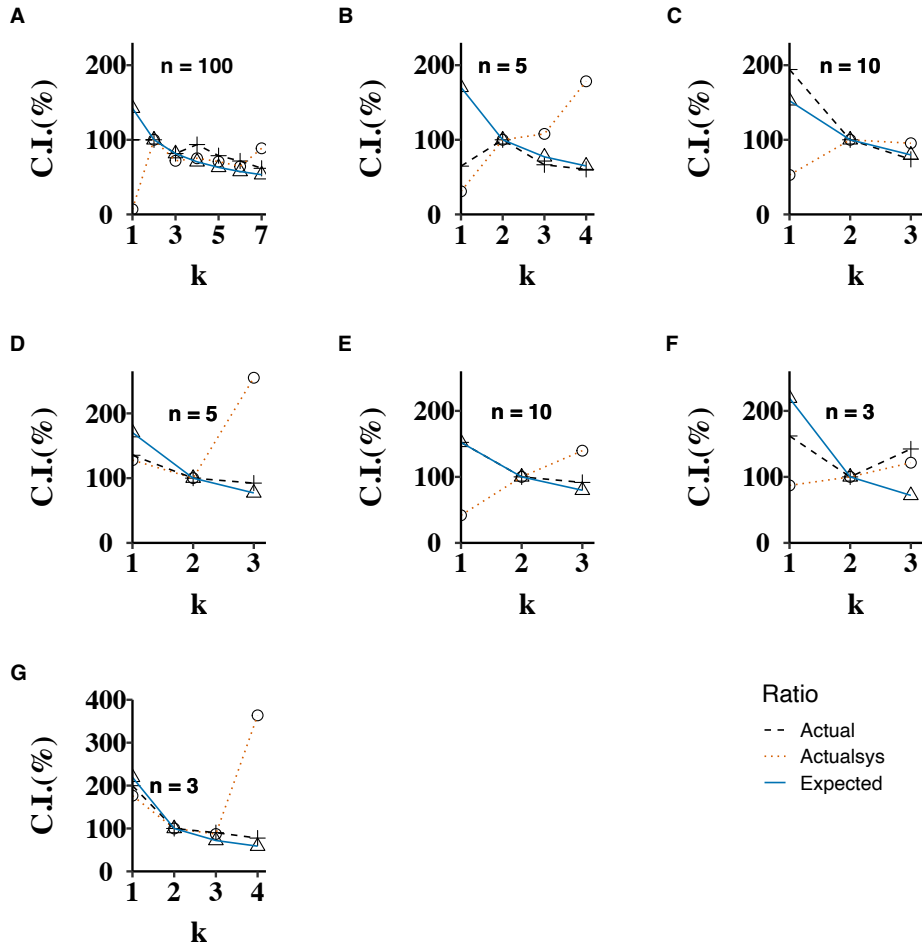 A
C.I.(%)
200
100
0
n = 100
1 3 5 7
k
B
C.I.(%)
200
100
0
n = 5
1 2 3 4
k
C
C.I.(%)
200
100
0
n = 10
1 2 3
k
D
C.I.(%)
200
100
0
n = 5
1 2 3
k
E
C.I.(%)
200
100
0
n = 10
1 2 3
k
F
C.I.(%)
200
100
0
n = 3
1 2 3
k
G
C.I.(%)
400
300
200
100
0
n = 3
1 2 3 4
k
Ratio
Actual
Actualsys
Expected